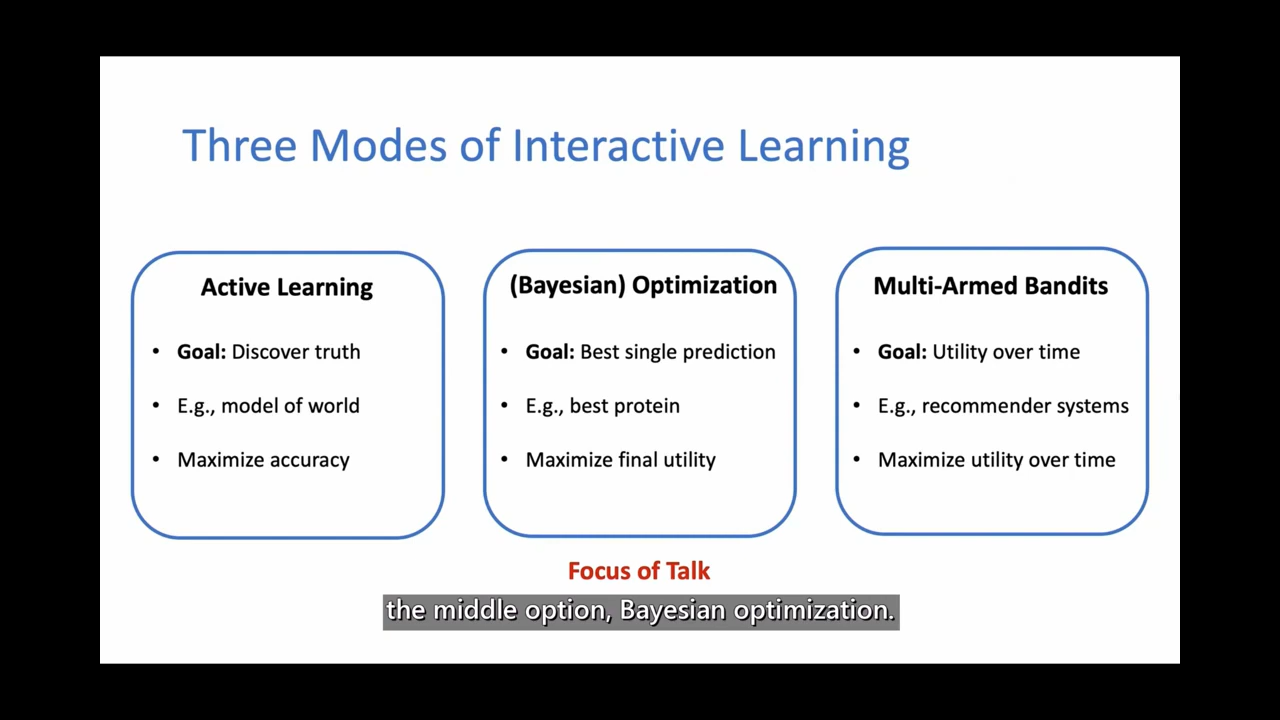 Three Modes of Interactive Learning
Active Learning
• Goal: Discover truth
• E.g., model of world
• Maximize accuracy
(Bayesian) Optimization
• Goal: Best single prediction
• E.g., best protein
• Maximize final utility
Multi-Armed Bandits
• Goal: Utility over time
• E.g., recommender systems
• Maximize utility over time
Focus of Talk
the middle option, Bayesian optimization.